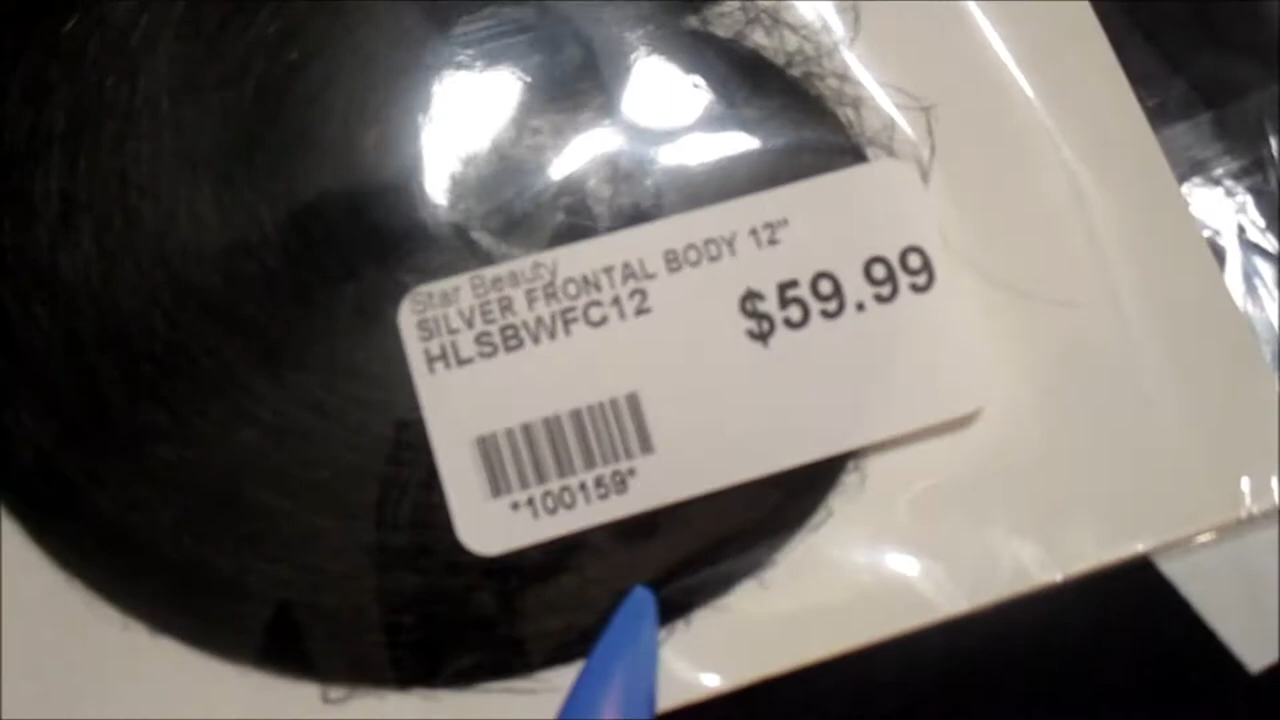 Star Beauty
SILVER FRONTAL BODY 12"
HLSBWFC12
$59.99
*100159*